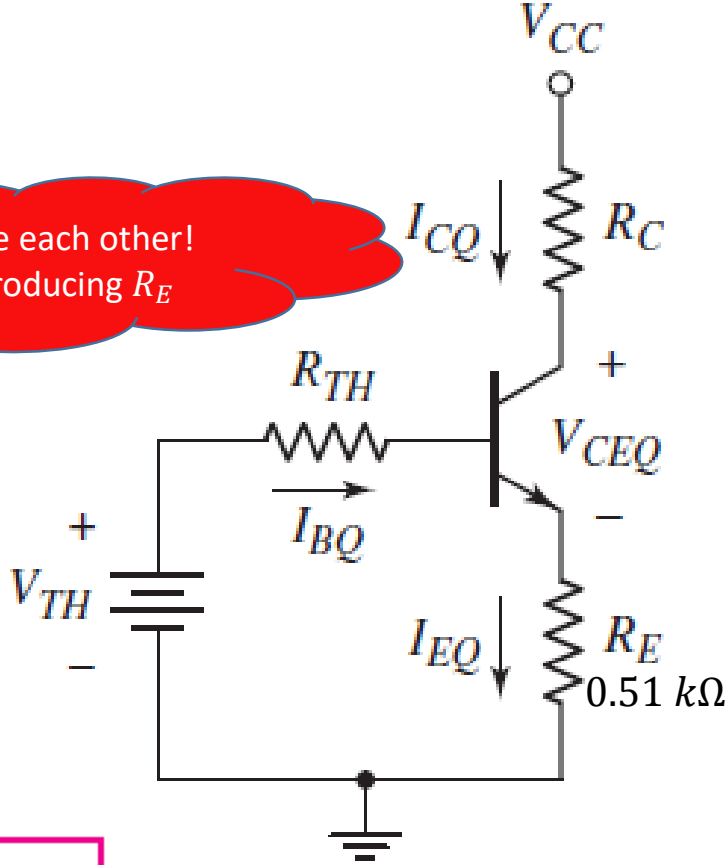 V_CC
e each other!
roducing R_E
I_CQ
R_C
R_TH
+
V_CEQ
−
I_BQ
+
V_TH
−
I_EQ
R_E
0.51 kΩ